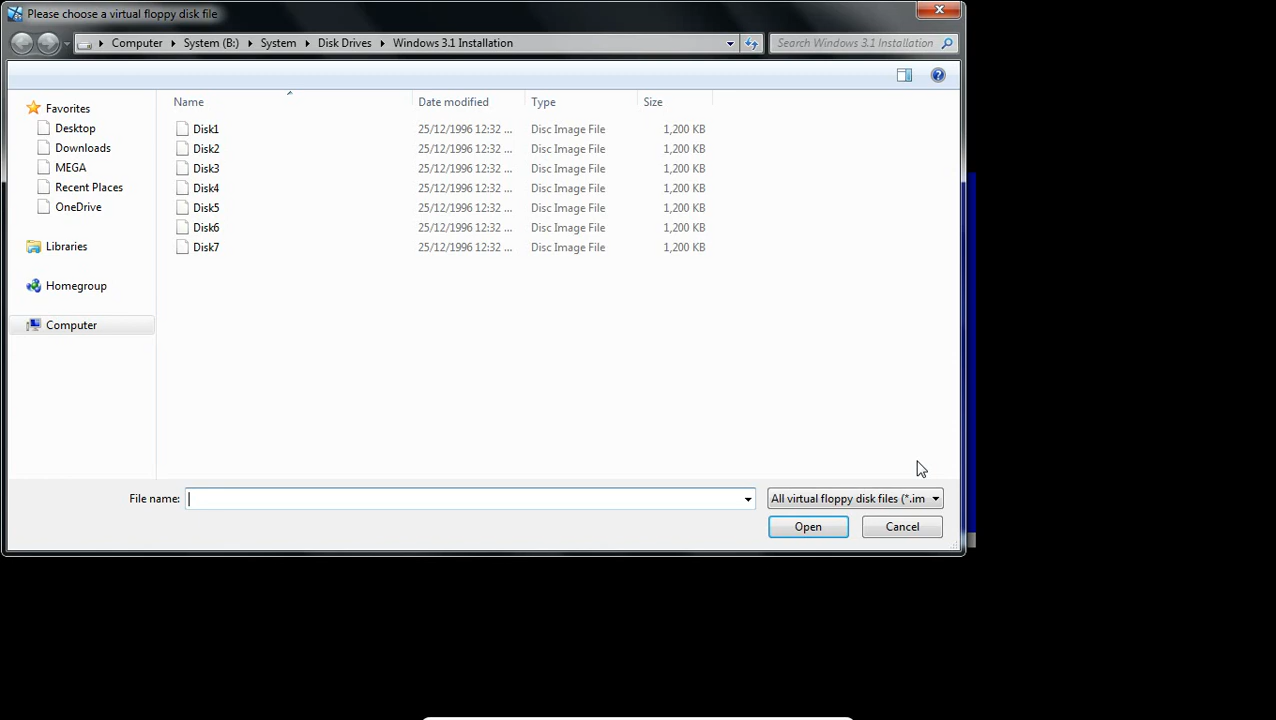 Please choose a virtual floppy disk file
Computer System (B:) System Disk Drives Windows 3.1 Installation Search Windows 3.1 Installation
Name Date modified Type Size
Favorites
Desktop
Downloads
MEGA
Recent Places
OneDrive
Libraries
Homegroup
Computer
Disk1 25/12/1996 12:32 ... Disc Image File 1,200 KB
Disk2 25/12/1996 12:32 ... Disc Image File 1,200 KB
Disk3 25/12/1996 12:32 ... Disc Image File 1,200 KB
Disk4 25/12/1996 12:32 ... Disc Image File 1,200 KB
Disk5 25/12/1996 12:32 ... Disc Image File 1,200 KB
Disk6 25/12/1996 12:32 ... Disc Image File 1,200 KB
Disk7 25/12/1996 12:32 ... Disc Image File 1,200 KB
File name: All virtual floppy disk files (*.im
Open Cancel